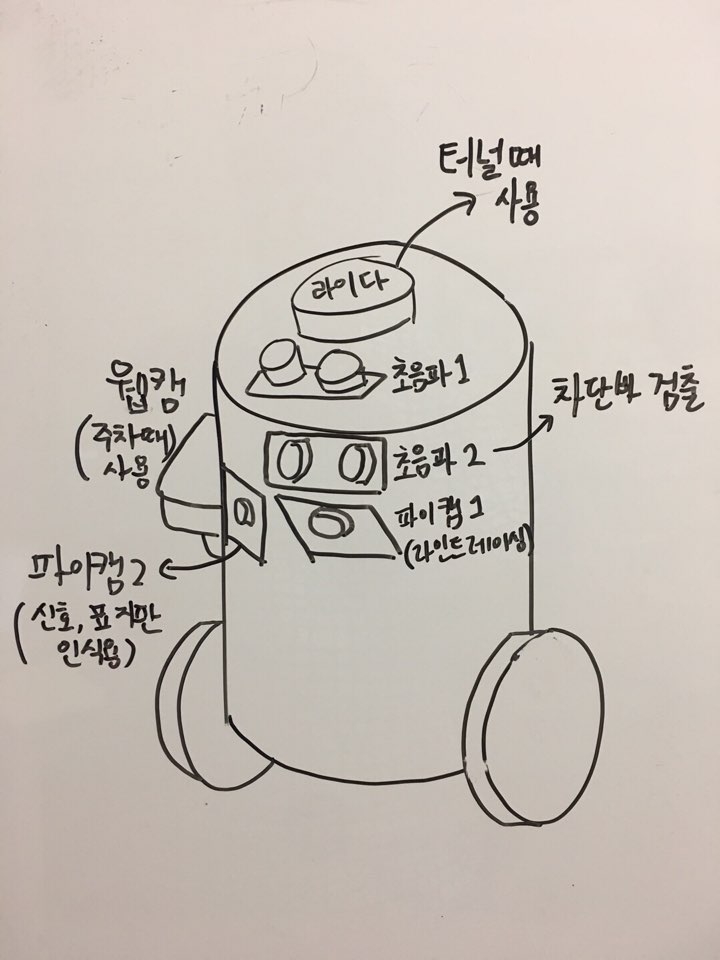 터널때
사용
라이다
초음파 1
웹캠
(주차때)
사용
차단바 검출
초음파 2
파이캠 1
(라인트레이싱)
파이캠 2
(신호, 표지판
인식용)